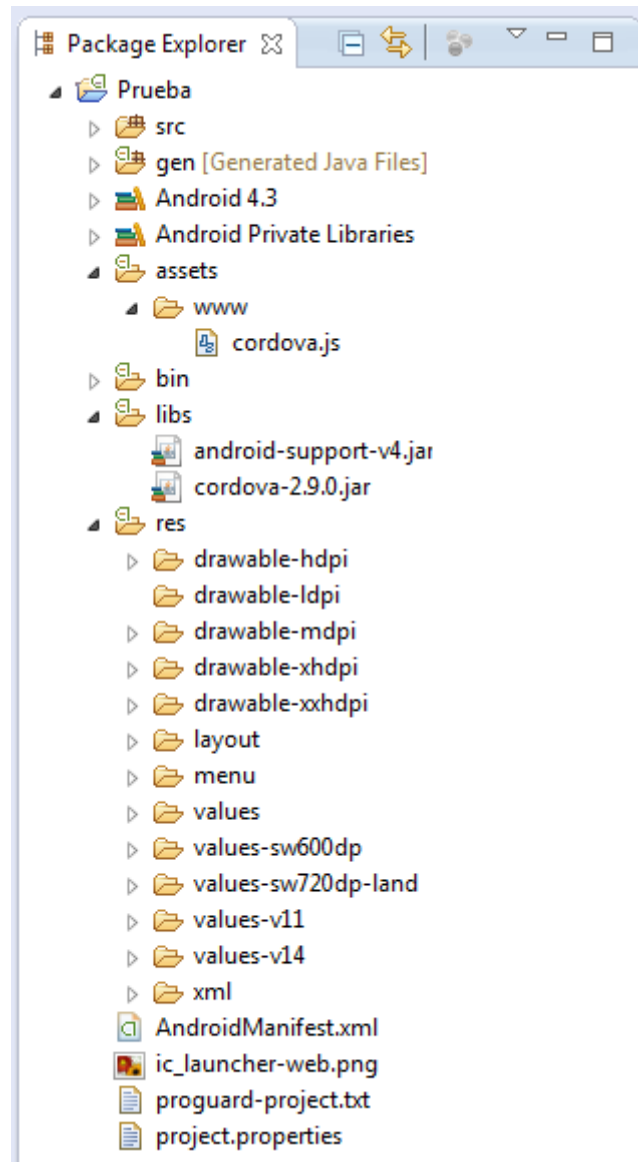 Package Explorer
Prueba
src
gen [Generated Java Files]
Android 4.3
Android Private Libraries
assets
www
cordova.js
bin
libs
android-support-v4.jar
cordova-2.9.0.jar
res
drawable-hdpi
drawable-ldpi
drawable-mdpi
drawable-xhdpi
drawable-xxhdpi
layout
menu
values
values-sw600dp
values-sw720dp-land
values-v11
values-v14
xml
AndroidManifest.xml
ic_launcher-web.png
proguard-project.txt
project.properties